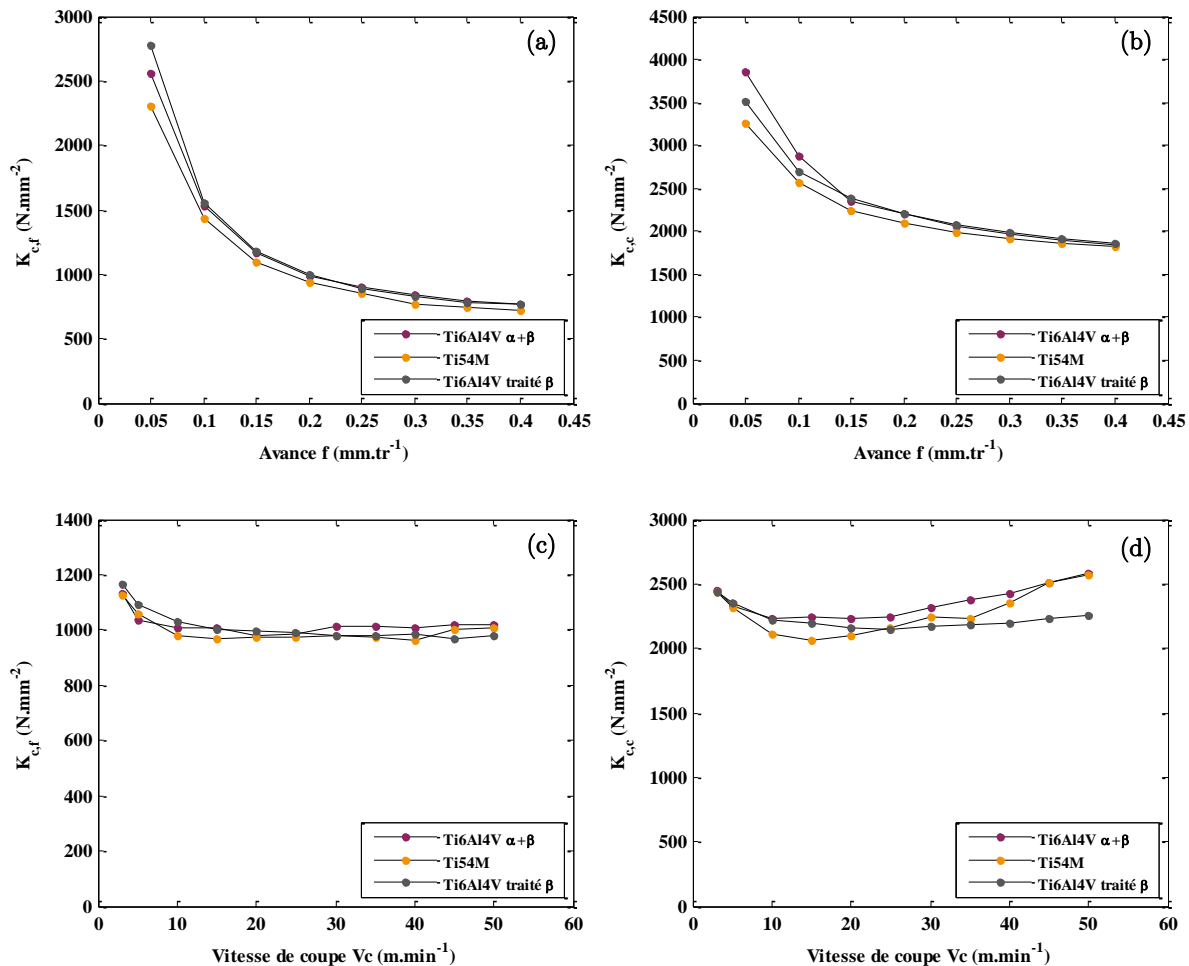 (a)
3000
2500
2000
1500
1000
500
0
K_{c,f} (N.mm^{-2})
0 0.05 0.1 0.15 0.2 0.25 0.3 0.35 0.4 0.45
Avance f (mm.tr^{-1})
Ti6Al4V α+β
Ti54M
Ti6Al4V traité β
(b)
4500
4000
3500
3000
2500
2000
1500
1000
500
0
K_{c,c} (N.mm^{-2})
0 0.05 0.1 0.15 0.2 0.25 0.3 0.35 0.4 0.45
Avance f (mm.tr^{-1})
Ti6Al4V α+β
Ti54M
Ti6Al4V traité β
(c)
1400
1200
1000
800
600
400
200
0
K_{c,f} (N.mm^{-2})
0 10 20 30 40 50 60
Vitesse de coupe Vc (m.min^{-1})
Ti6Al4V α+β
Ti54M
Ti6Al4V traité β
(d)
3000
2500
2000
1500
1000
500
0
K_{c,c} (N.mm^{-2})
0 10 20 30 40 50 60
Vitesse de coupe Vc (m.min^{-1})
Ti6Al4V α+β
Ti54M
Ti6Al4V traité β